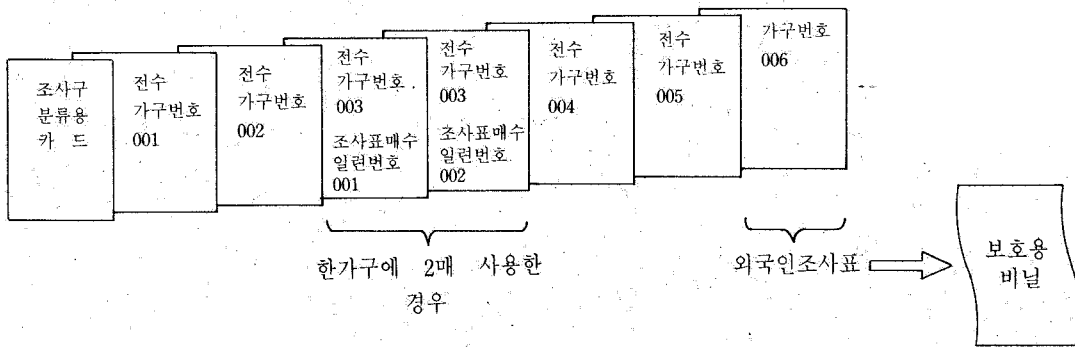 조사구
분류용
카 드
전수
가구번호
001
전수
가구번호
002
전수
가구번호
003
조사표매수
일련번호
001
전수
가구번호
003
조사표매수
일련번호
002
전수
가구번호
004
전수
가구번호
005
가구번호
006
한가구에 2매 사용한
경우
외국인조사표
보호용
비닐